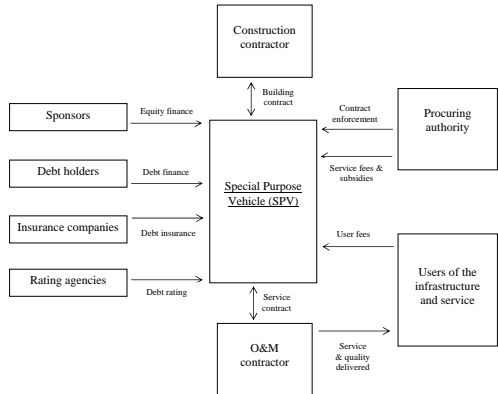 Construction
contractor
Building
contract
Sponsors
Equity finance
Contract
enforcement
Procuring
authority
Debt holders
Debt finance
Service fees &
subsidies
Special Purpose
Vehicle (SPV)
Insurance companies
Debt insurance
User fees
Users of the
infrastructure
and service
Rating agencies
Debt rating
Service
contract
O&M
contractor
Service
& quality
delivered